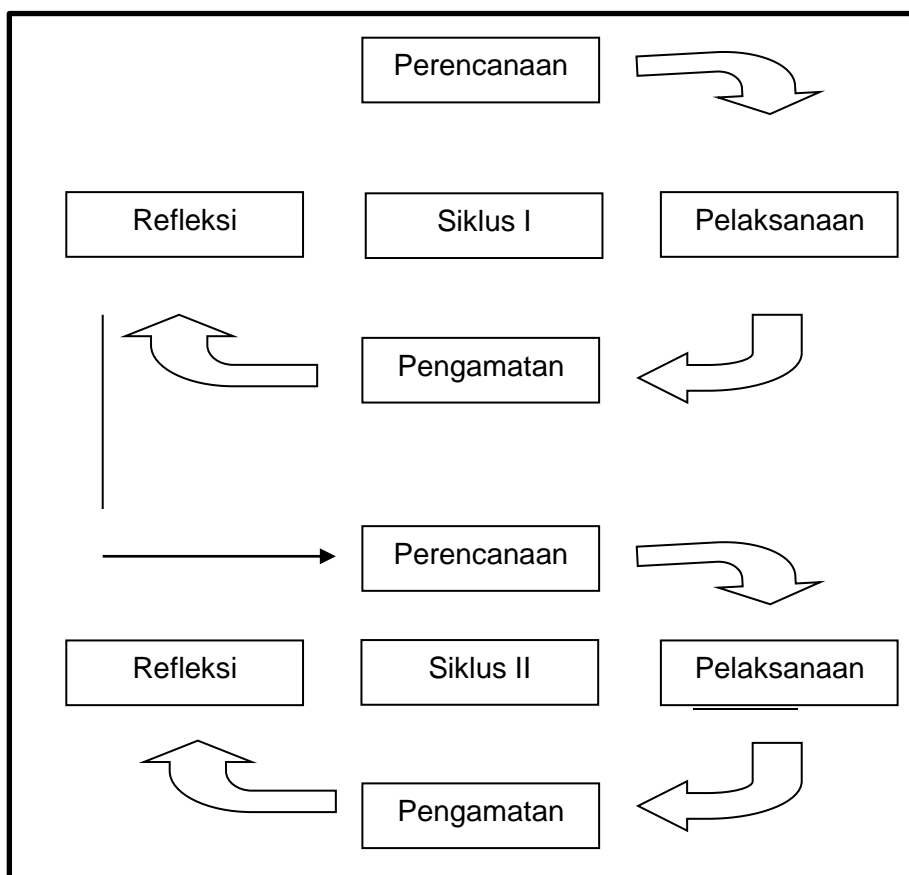 Perencanaan
Refleksi
Siklus I
Pelaksanaan
Pengamatan
Perencanaan
Refleksi
Siklus II
Pelaksanaan
Pengamatan